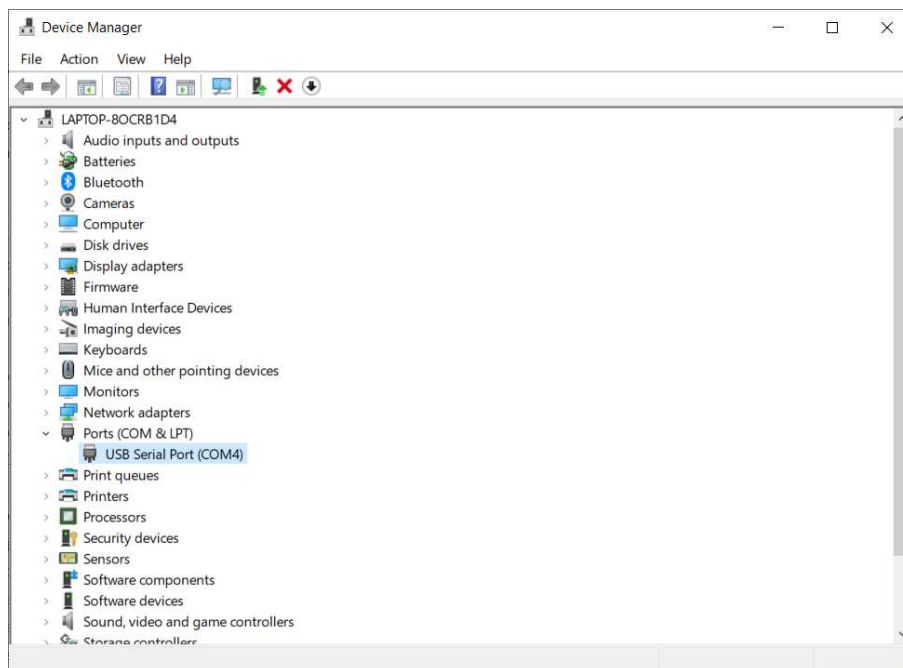 Device Manager
File Action View Help
LAPTOP-8OCRB1D4
Audio inputs and outputs
Batteries
Bluetooth
Cameras
Computer
Disk drives
Display adapters
Firmware
Human Interface Devices
Imaging devices
Keyboards
Mice and other pointing devices
Monitors
Network adapters
Ports (COM & LPT)
USB Serial Port (COM4)
Print queues
Printers
Processors
Security devices
Sensors
Software components
Software devices
Sound, video and game controllers
Storage controllers